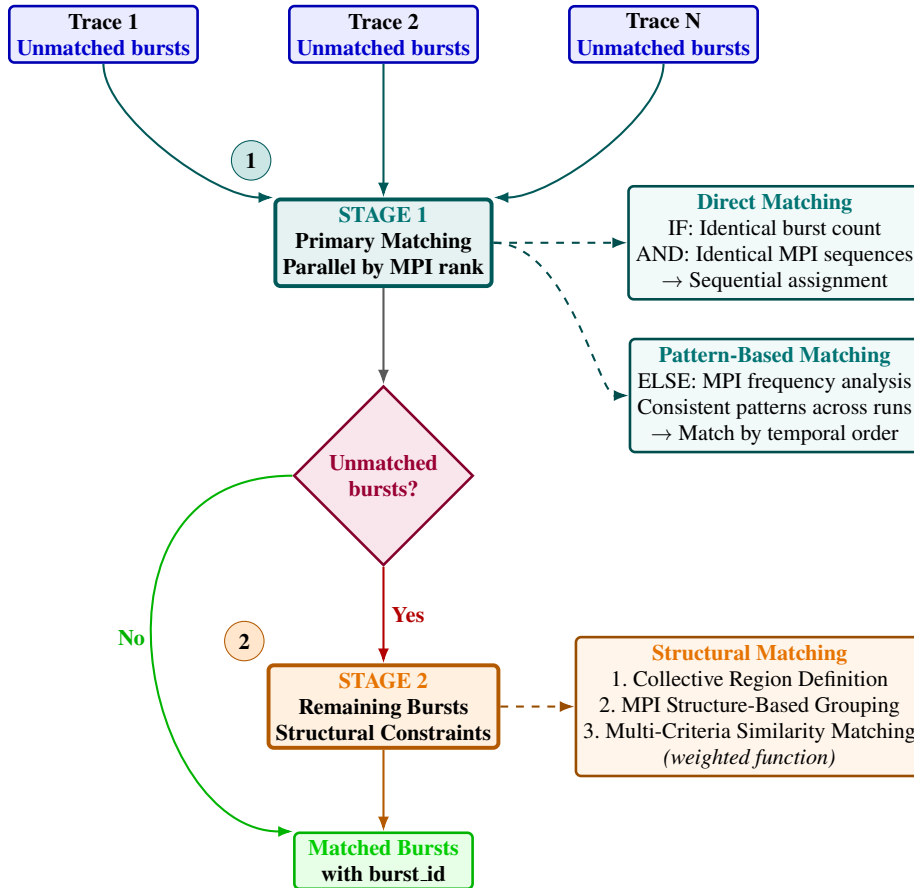 Trace 1
Unmatched bursts
Trace 2
Unmatched bursts
Trace N
Unmatched bursts
1
STAGE 1
Primary Matching
Parallel by MPI rank
Direct Matching
IF: Identical burst count
AND: Identical MPI sequences
→ Sequential assignment
Pattern-Based Matching
ELSE: MPI frequency analysis
Consistent patterns across runs
→ Match by temporal order
Unmatched
bursts?
No
Yes
2
STAGE 2
Remaining Bursts
Structural Constraints
Structural Matching
1. Collective Region Definition
2. MPI Structure-Based Grouping
3. Multi-Criteria Similarity Matching
(weighted function)
Matched Bursts
with burst_id